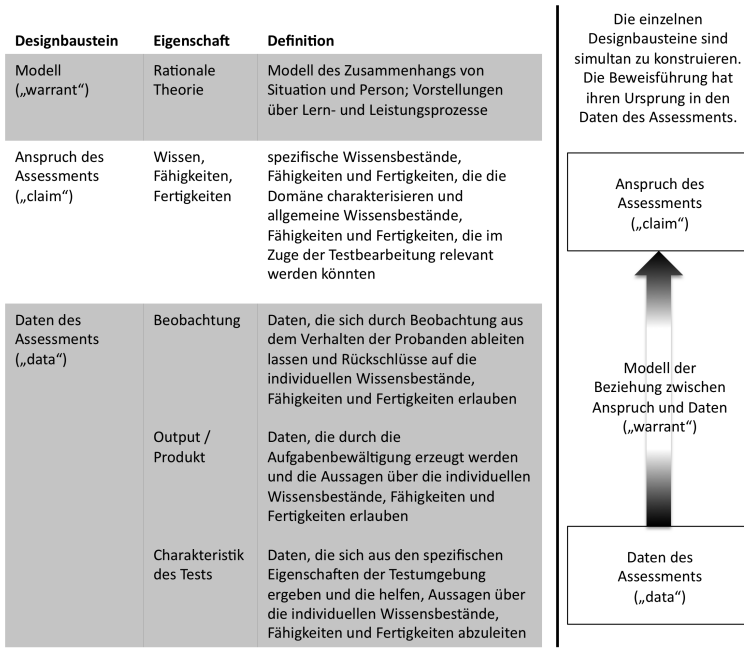 Designbaustein Eigenschaft Definition
Modell
(„warrant“)
Rationale
Theorie
Modell des Zusammenhangs von
Situation und Person; Vorstellungen
über Lern- und Leistungsprozesse
Anspruch des
Assessments
(„claim“)
Wissen,
Fähigkeiten,
Fertigkeiten
spezifische Wissensbestände,
Fähigkeiten und Fertigkeiten, die die
Domäne charakterisieren und
allgemeine Wissensbestände,
Fähigkeiten und Fertigkeiten, die im
Zuge der Testbearbeitung relevant
werden könnten
Daten des
Assessments
(„data“)
Beobachtung
Daten, die sich durch Beobachtung aus
dem Verhalten der Probanden ableiten
lassen und Rückschlüsse auf die
individuellen Wissensbestände,
Fähigkeiten und Fertigkeiten erlauben
Output /
Produkt
Daten, die durch die
Aufgabenbewältigung erzeugt werden
und die Aussagen über die individuellen
Wissensbestände, Fähigkeiten und
Fertigkeiten erlauben
Charakteristik
des Tests
Daten, die sich aus den spezifischen
Eigenschaften der Testumgebung
ergeben und die helfen, Aussagen über
die individuellen Wissensbestände,
Fähigkeiten und Fertigkeiten abzuleiten
Die einzelnen
Designbausteine sind
simultan zu konstruieren.
Die Beweisführung hat
ihren Ursprung in den
Daten des Assessments.
Anspruch des
Assessments
(„claim“)
Modell der
Beziehung zwischen
Anspruch und Daten
(„warrant“)
Daten des
Assessments
(„data“)